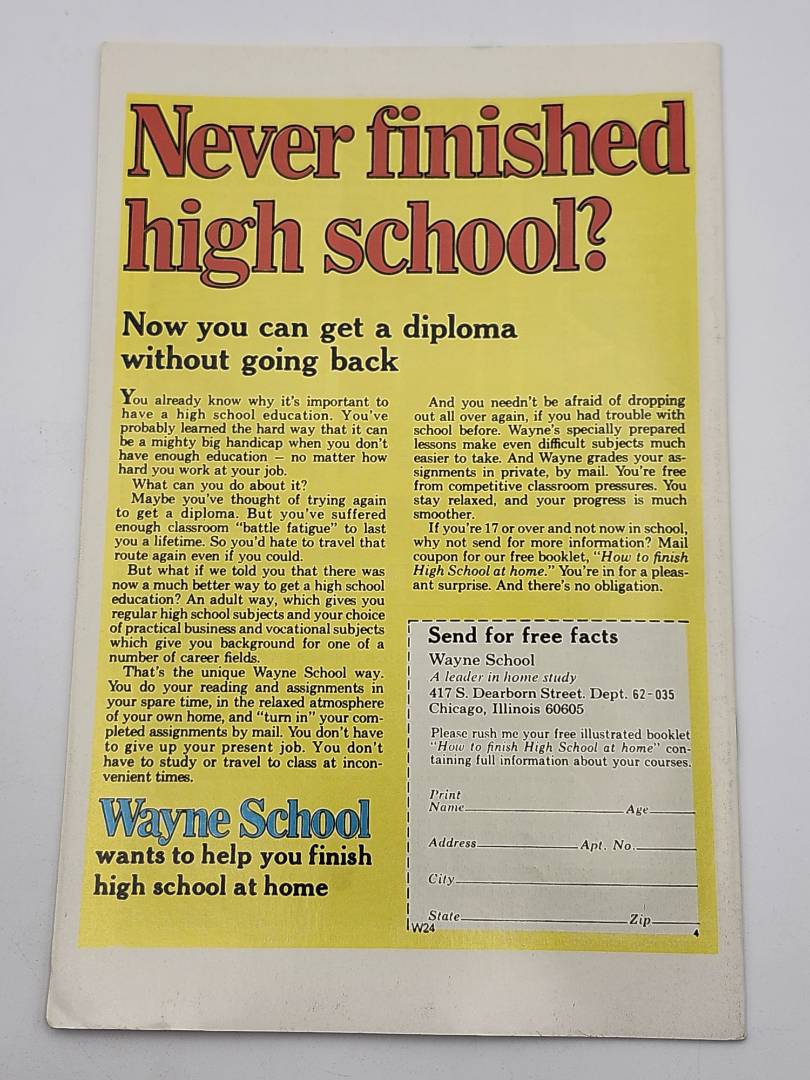 Never finished
high school?
Now you can get a diploma
without going back
You already know why it's important to
have a high school education. You've
probably learned the hard way that it can
be a mighty big handicap when you don't
have enough education — no matter how
hard you work at your job.
What can you do about it?
Maybe you've thought of trying again
to get a diploma. But you've suffered
enough classroom "battle fatigue" to last
you a lifetime. So you'd hate to travel that
route again even if you could.
But what if we told you that there was
now a much better way to get a high school
education? An adult way, which gives you
regular high school subjects and your choice
of practical business and vocational subjects
which give you background for one of a
number of career fields.
That's the unique Wayne School way.
You do your reading and assignments in
your spare time, in the relaxed atmosphere
of your own home, and "turn in" your com-
pleted assignments by mail. You don't have
to give up your present job. You don't
have to study or travel to class at incon-
venient times.
Wayne School
wants to help you finish
high school at home
And you needn't be afraid of dropping
out all over again, if you had trouble with
school before. Wayne's specially prepared
lessons make even difficult subjects much
easier to take. And Wayne grades your as-
signments in private, by mail. You're free
from competitive classroom pressures. You
stay relaxed, and your progress is much
smoother.
If you're 17 or over and not now in school,
why not send for more information? Mail
coupon for our free booklet, "How to finish
High School at home." You're in for a pleas-
ant surprise. And there's no obligation.
Send for free facts
Wayne School
A leader in home study
417 S. Dearborn Street. Dept. 62-035
Chicago, Illinois 60605
Please rush me your free illustrated booklet
"How to finish High School at home" con-
taining full information about your courses.
Print
Name Age
Address Apt. No.
City
State Zip
W24 4